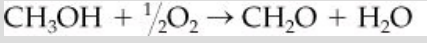 CH₃OH + ½O₂ → CH₂O + H₂O